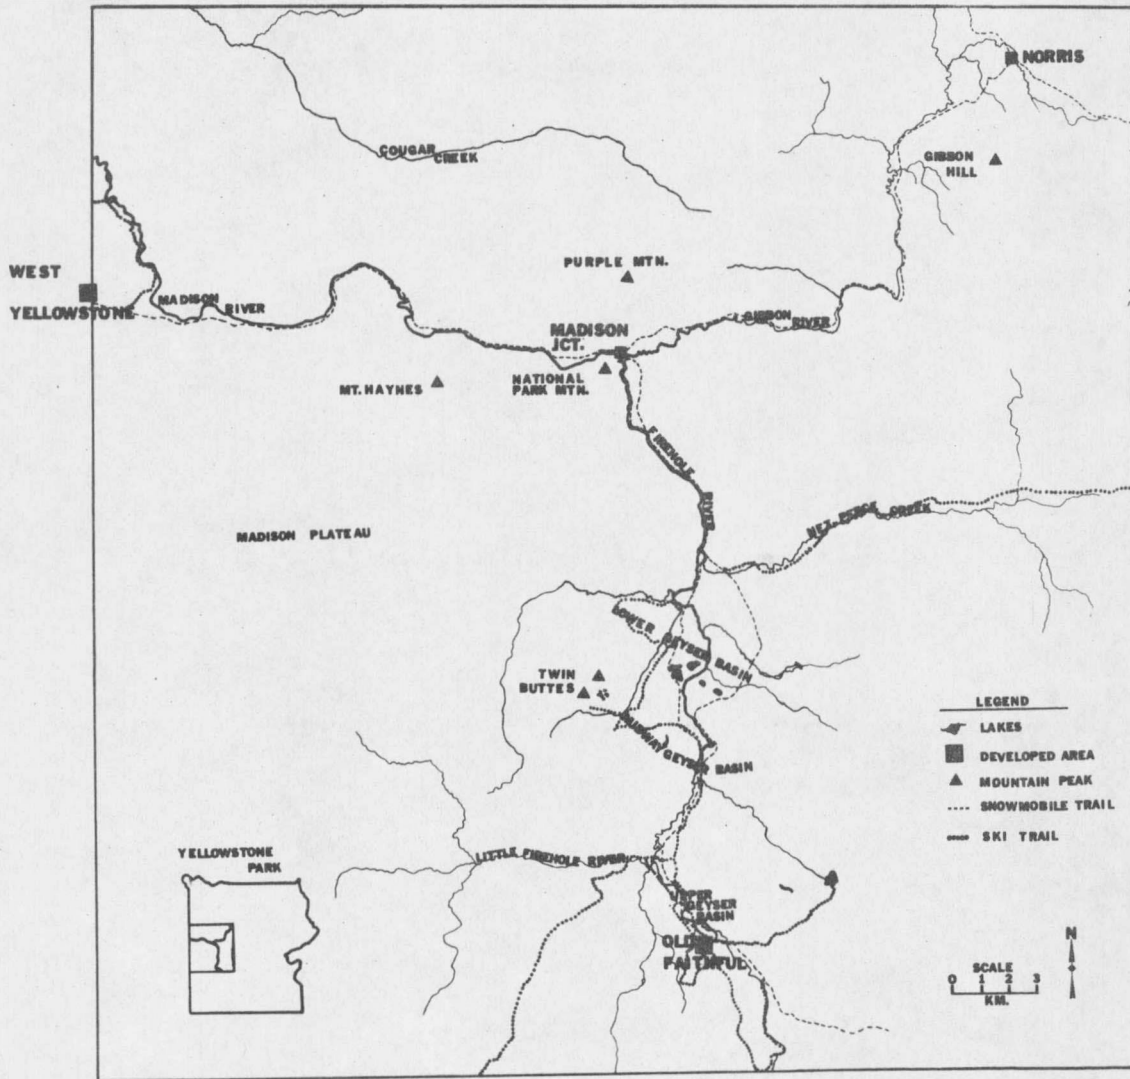 NORRIS
COUGAR
CREEK
GIBBON
HILL
PURPLE MTN.
WEST
YELLOWSTONE
MADISON
RIVER
MADISON
JCT.
GIBBON
RIVER
MT. HAYNES
NATIONAL
PARK MTN.
FIREHOLE
RIVER
NEZ PERCE CREEK
MADISON PLATEAU
LOWER GEYSER BASIN
TWIN
BUTTES
MIDWAY GEYSER BASIN
LEGEND
LAKES
DEVELOPED AREA
MOUNTAIN PEAK
SNOWMOBILE TRAIL
SKI TRAIL
YELLOWSTONE
PARK
LITTLE FIREHOLE RIVER
UPPER
GEYSER
BASIN
OLD
FAITHFUL
N
SCALE
0 1 2 3
KM.